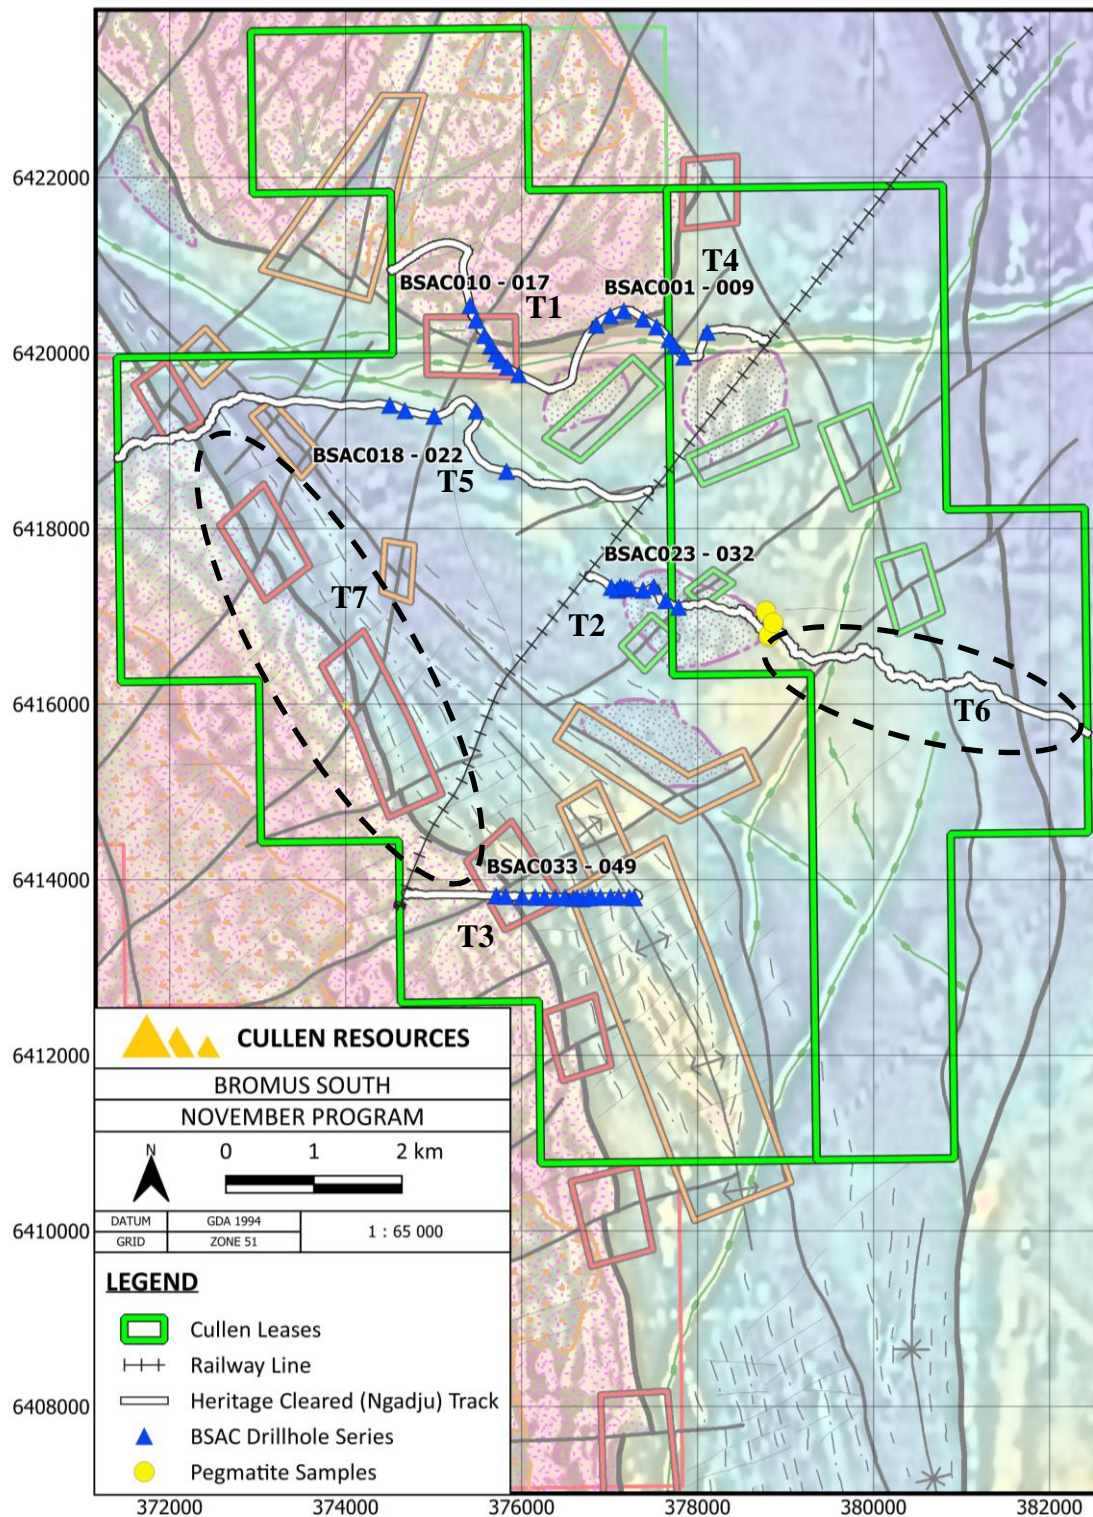 6422000
T4
BSAC010 - 017
BSAC001 - 009
T1
6420000
BSAC018 - 022
T5
6418000
BSAC023 - 032
T7
T2
6416000
T6
BSAC033 - 049
6414000
T3
CULLEN RESOURCES
6412000
BROMUS SOUTH
NOVEMBER PROGRAM
N
0 1 2 km
6410000
DATUM GDA 1994
1 : 65 000
GRID ZONE 51
LEGEND
Cullen Leases
Railway Line
6408000
Heritage Cleared (Ngadju) Track
BSAC Drillhole Series
Pegmatite Samples
372000 374000 376000 378000 380000 382000